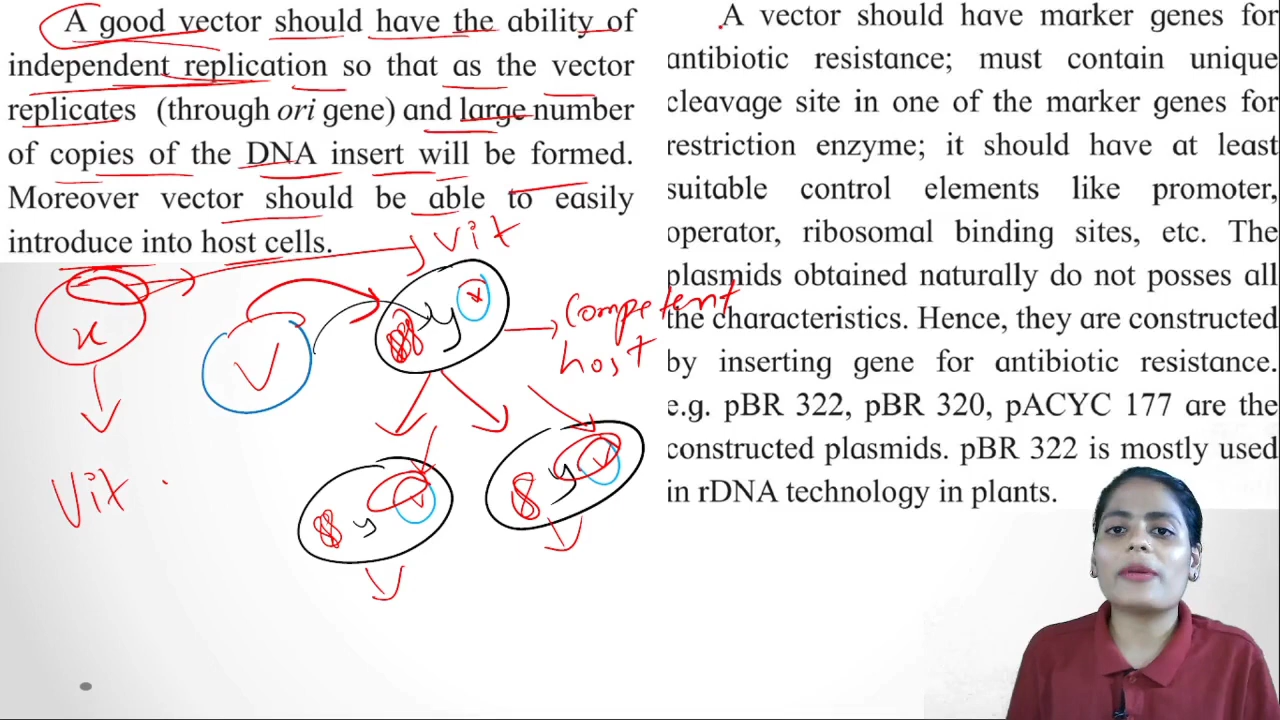 A good vector should have the ability of
independent replication so that as the vector
replicates (through ori gene) and large number
of copies of the DNA insert will be formed.
Moreover vector should be able to easily
introduce into host cells.
A vector should have marker genes for
antibiotic resistance; must contain unique
cleavage site in one of the marker genes for
restriction enzyme; it should have at least
suitable control elements like promoter,
operator, ribosomal binding sites, etc. The
plasmids obtained naturally do not posses all
the characteristics. Hence, they are constructed
by inserting gene for antibiotic resistance.
e.g. pBR 322, pBR 320, pACYC 177 are the
constructed plasmids. pBR 322 is mostly used
in rDNA technology in plants.
Vit
x
V
y
Competent
host
Vit
y
y